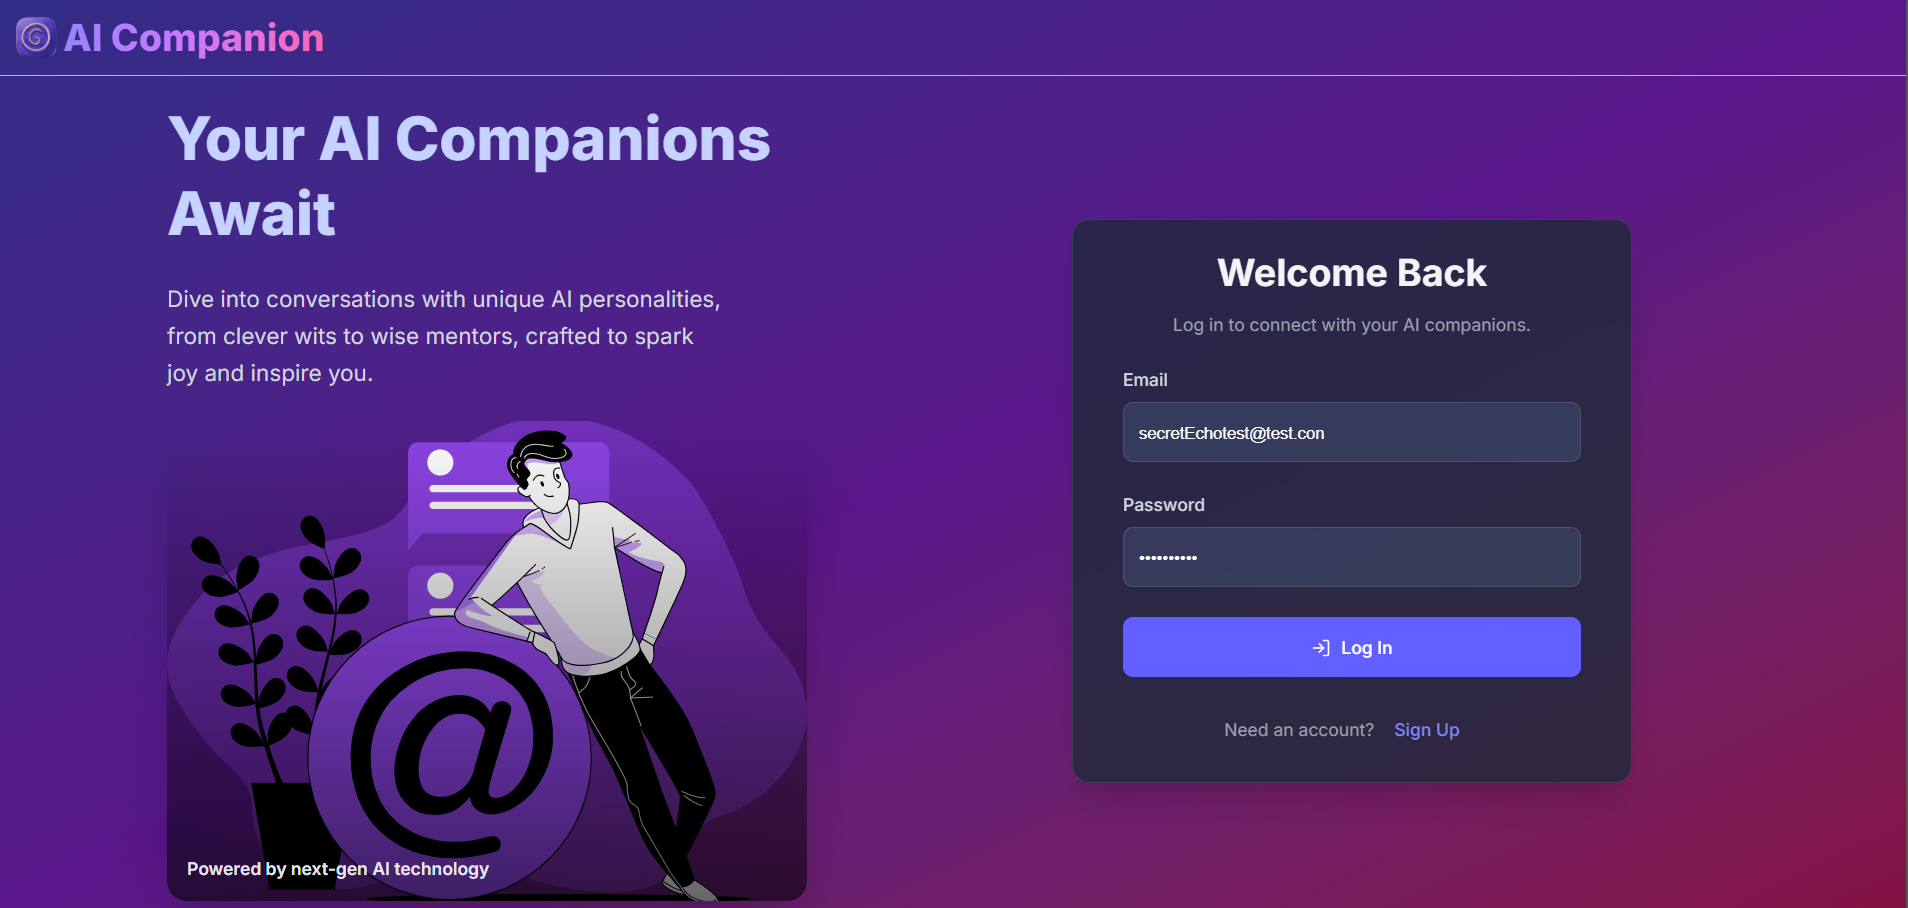 AI Companion
Your AI Companions
Await
Dive into conversations with unique AI personalities,
from clever wits to wise mentors, crafted to spark
joy and inspire you.
@
Powered by next-gen AI technology
Welcome Back
Log in to connect with your AI companions.
Email
secretEchotest@test.con
Password
••••••••••
Log In
Need an account? Sign Up